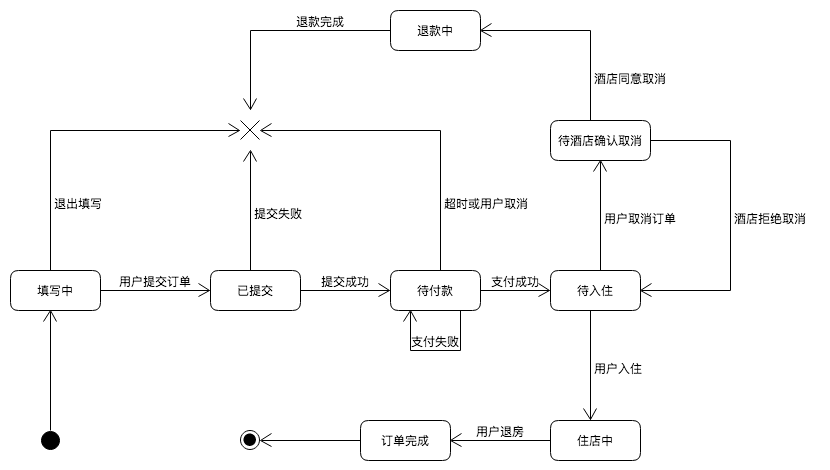 退款完成
退款中
酒店同意取消
待酒店确认取消
退出填写
提交失败
超时或用户取消
用户取消订单
酒店拒绝取消
用户提交订单
提交成功
支付成功
填写中
已提交
待付款
待入住
支付失败
用户入住
用户退房
订单完成
住店中